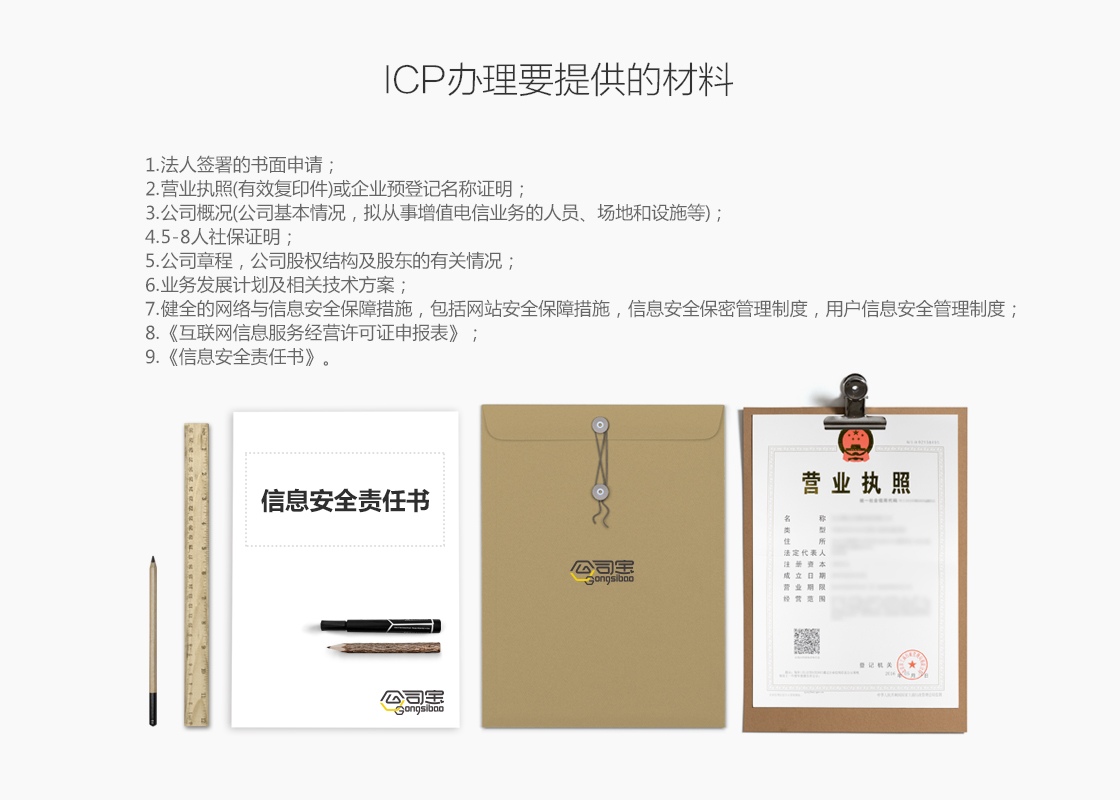 ICP办理要提供的材料
1.法人签署的书面申请；
2.营业执照(有效复印件)或企业预登记名称证明；
3.公司概况(公司基本情况，拟从事增值电信业务的人员、场地和设施等)；
4.5-8人社保证明；
5.公司章程，公司股权结构及股东的有关情况；
6.业务发展计划及相关技术方案；
7.健全的网络与信息安全保障措施，包括网站安全保障措施，信息安全保密管理制度，用户信息安全管理制度；
8.《互联网信息服务经营许可证申报表》；
9.《信息安全责任书》。
信息安全责任书
公司宝
Gongsibao
公司宝
Gongsibao
营业执照
名称
类型
住所
法定代表人
注册资本
成立日期
营业期限
经营范围
登记机关